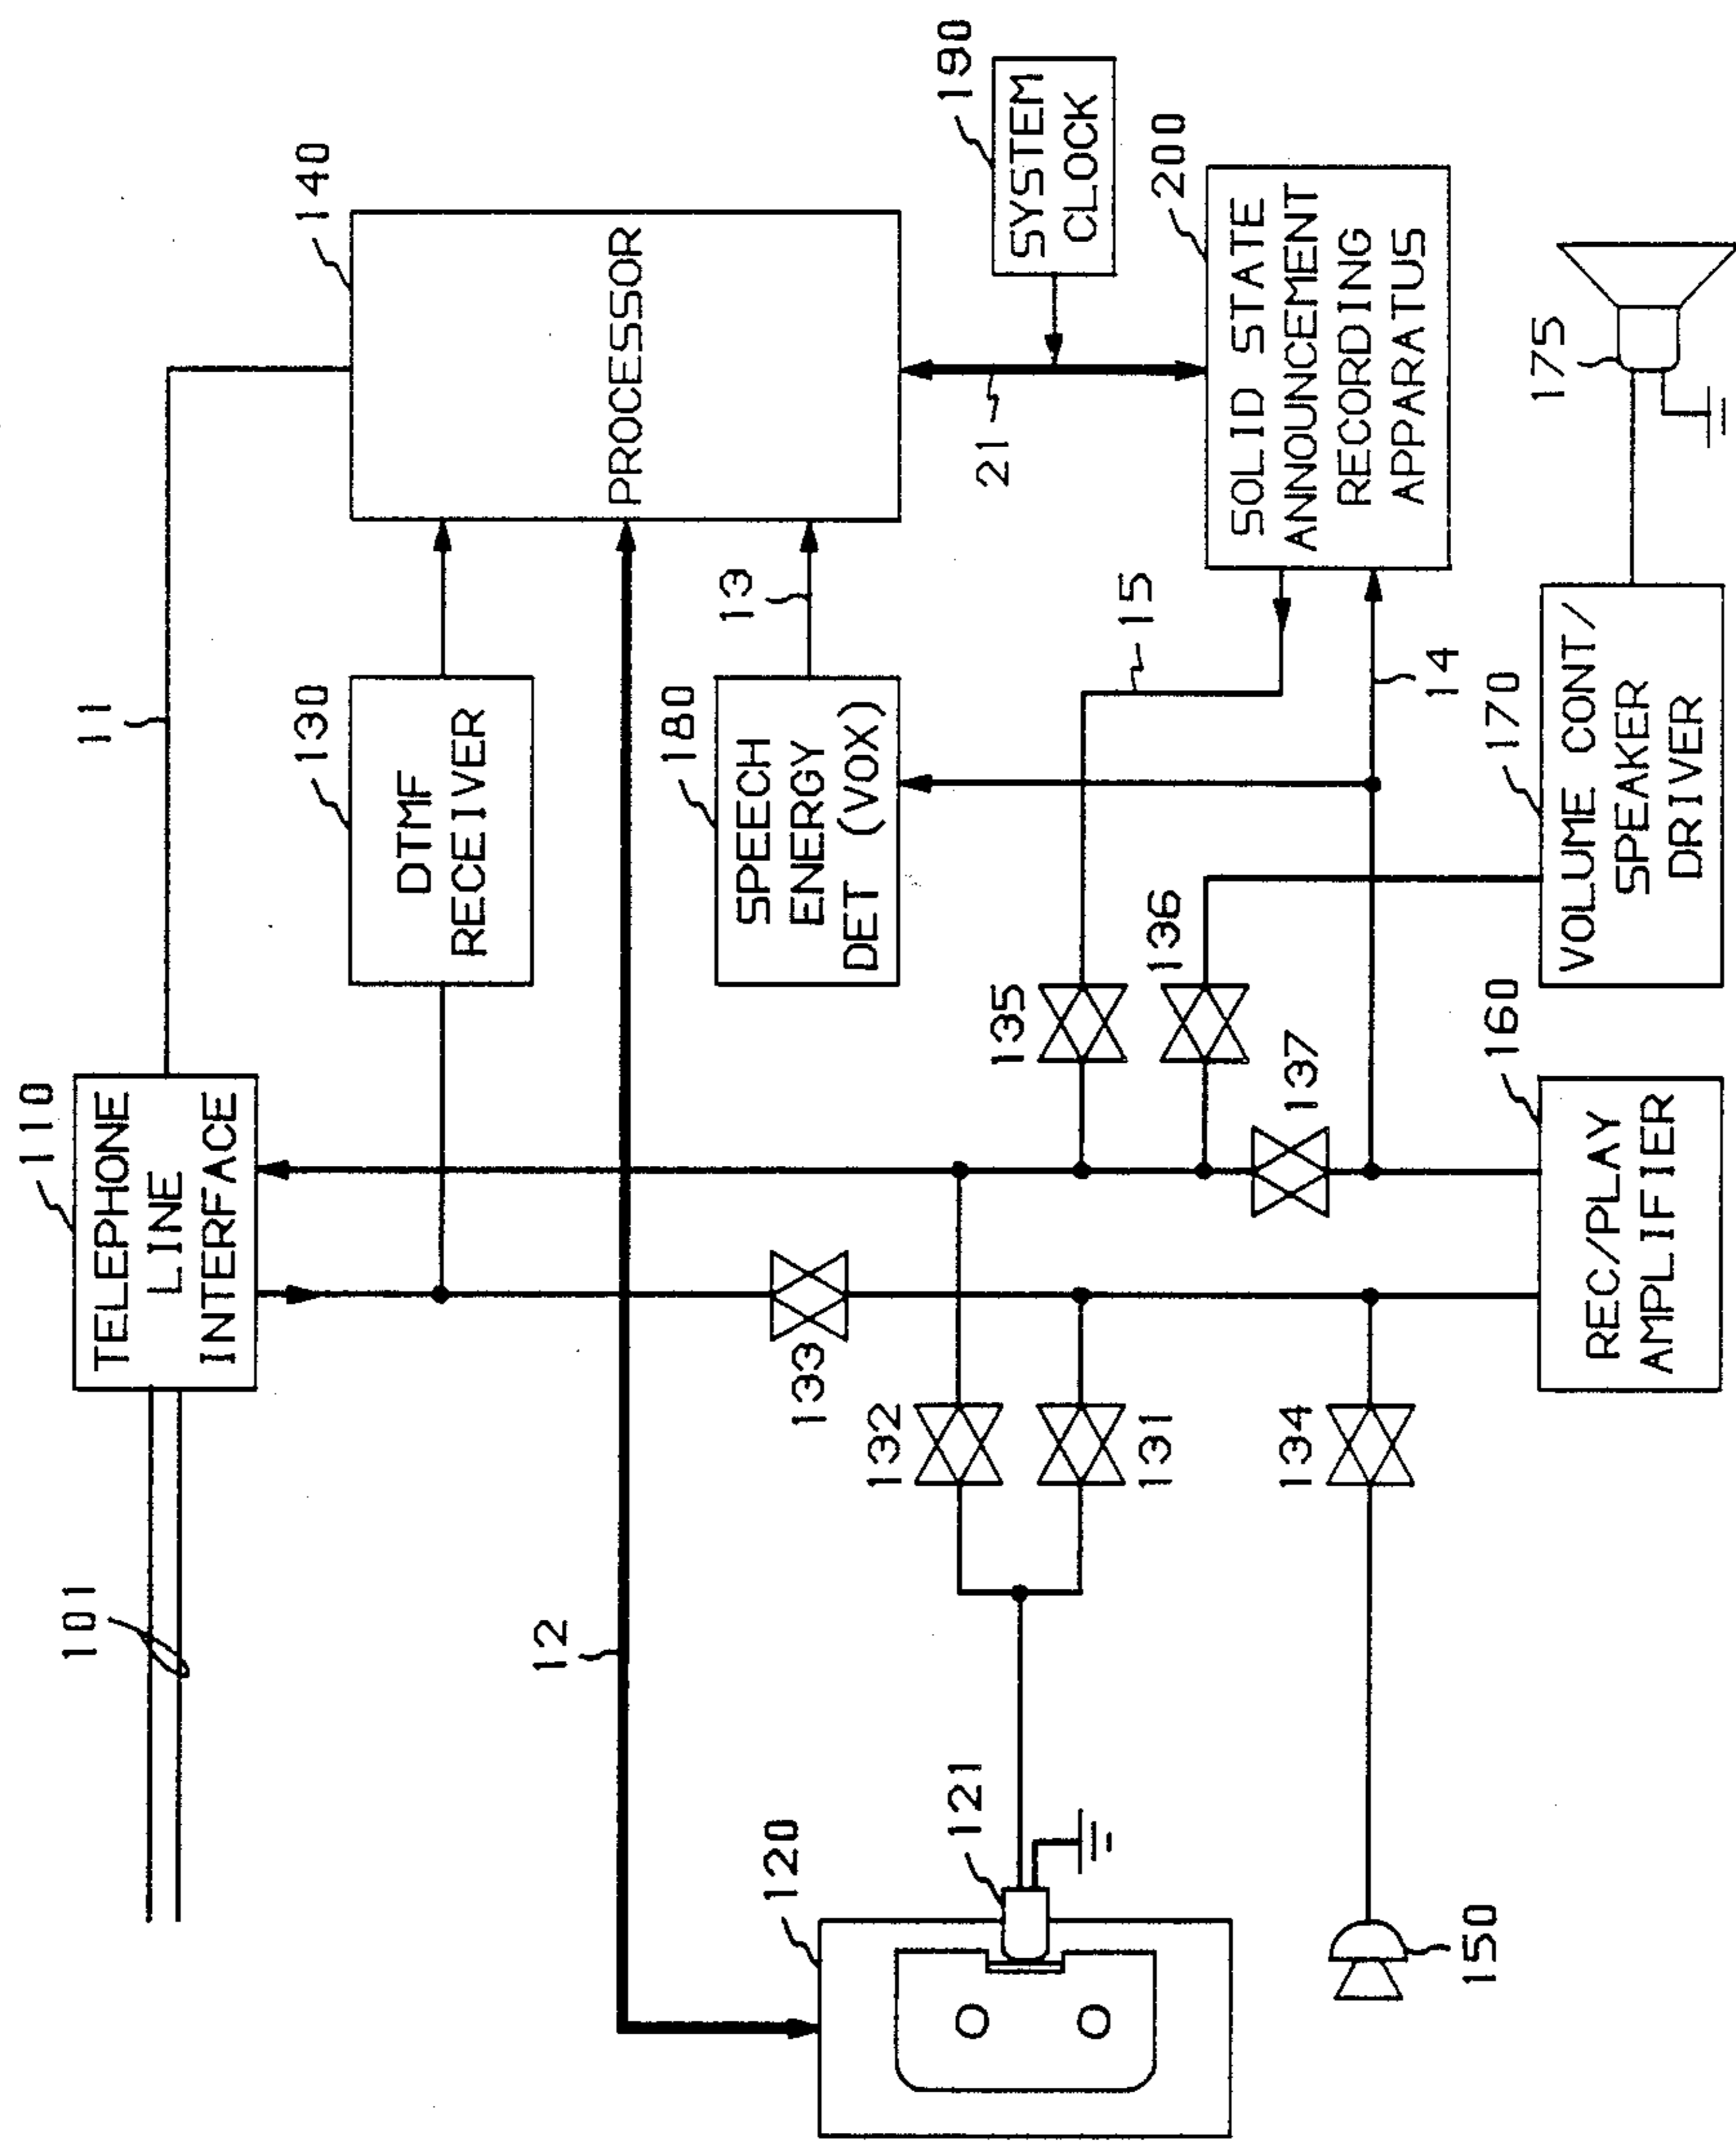 101
110
TELEPHONE
LINE
INTERFACE
11
140
PROCESSOR
130
DTMF
RECEIVER
12
13
180
SPEECH
ENERGY
DET (VOX)
190
SYSTEM
CLOCK
21
200
SOLID STATE
ANNOUNCEMENT
RECORDING
APPARATUS
15
14
133
132
131
134
135
136
137
120
121
150
160
REC/PLAY
AMPLIFIER
170
VOLUME CONT/
SPEAKER
DRIVER
175